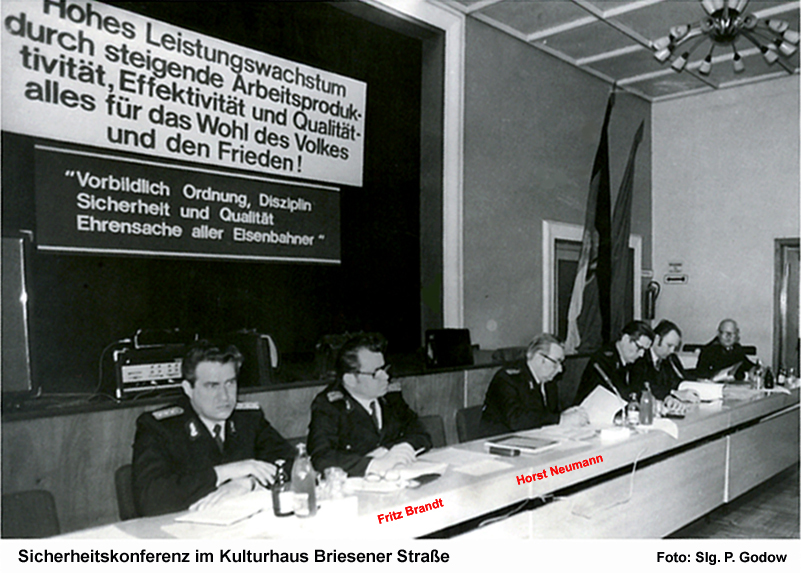 Hohes Leistungswachstum
durch steigende Arbeitsproduk-
tivität, Effektivität und Qualität-
alles für das Wohl des Volkes
und den Frieden!
"Vorbildlich Ordnung, Disziplin
Sicherheit und Qualität
Ehrensache aller Eisenbahner"
Fritz Brandt
Horst Neumann
Sicherheitskonferenz im Kulturhaus Briesener Straße
Foto: Slg. P. Godow